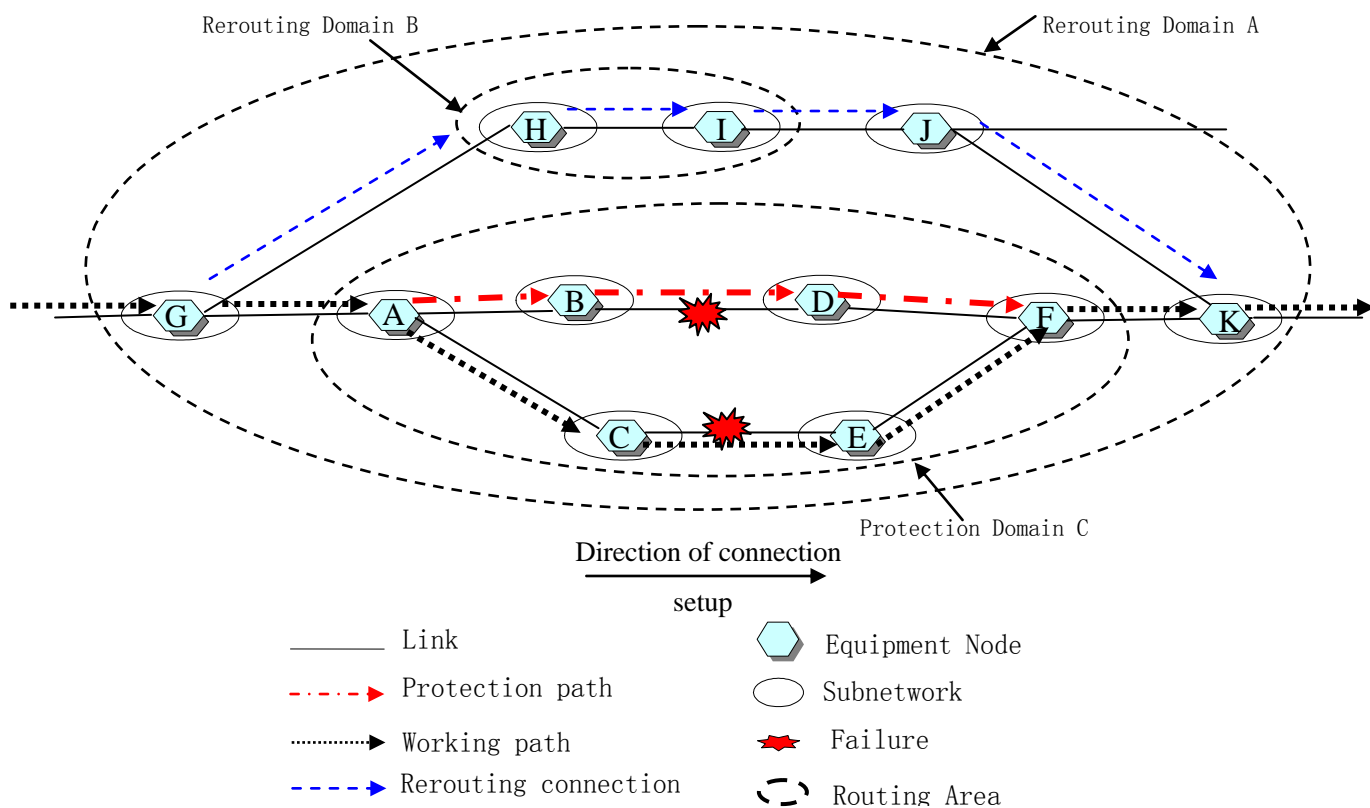 Rerouting Domain B
Rerouting Domain A
H
I
J
G
A
B
D
F
K
C
E
Protection Domain C
Direction of connection
setup
Link
Equipment Node
Protection path
Subnetwork
Working path
Failure
Rerouting connection
Routing Area